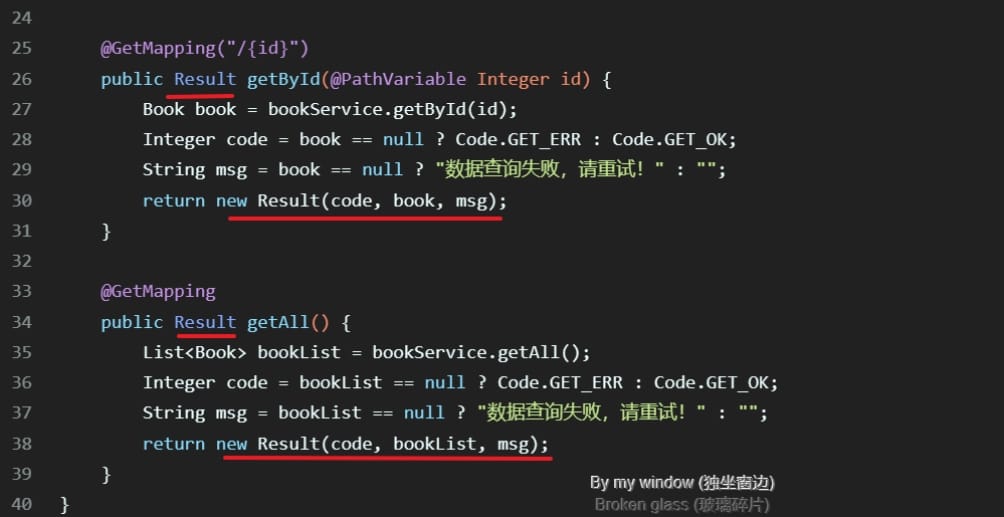 24
25 @GetMapping("/{id}")
26 public Result getById(@PathVariable Integer id) {
27 Book book = bookService.getById(id);
28 Integer code = book == null ? Code.GET_ERR : Code.GET_OK;
29 String msg = book == null ? "数据查询失败，请重试！" : "";
30 return new Result(code, book, msg);
31 }
32
33 @GetMapping
34 public Result getAll() {
35 List<Book> bookList = bookService.getAll();
36 Integer code = bookList == null ? Code.GET_ERR : Code.GET_OK;
37 String msg = bookList == null ? "数据查询失败，请重试！" : "";
38 return new Result(code, bookList, msg);
39 }
40 }
By my window (独坐窗边)
Broken glass (玻璃碎片)